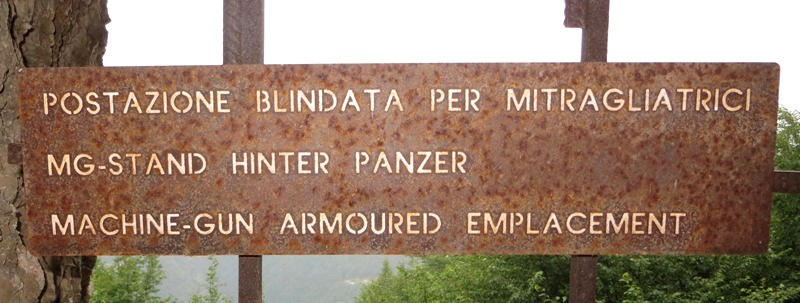 POSTAZIONE BLINDATA PER MITRAGLIATRICI
MG-STAND HINTER PANZER
MACHINE-GUN ARMOURED EMPLACEMENT